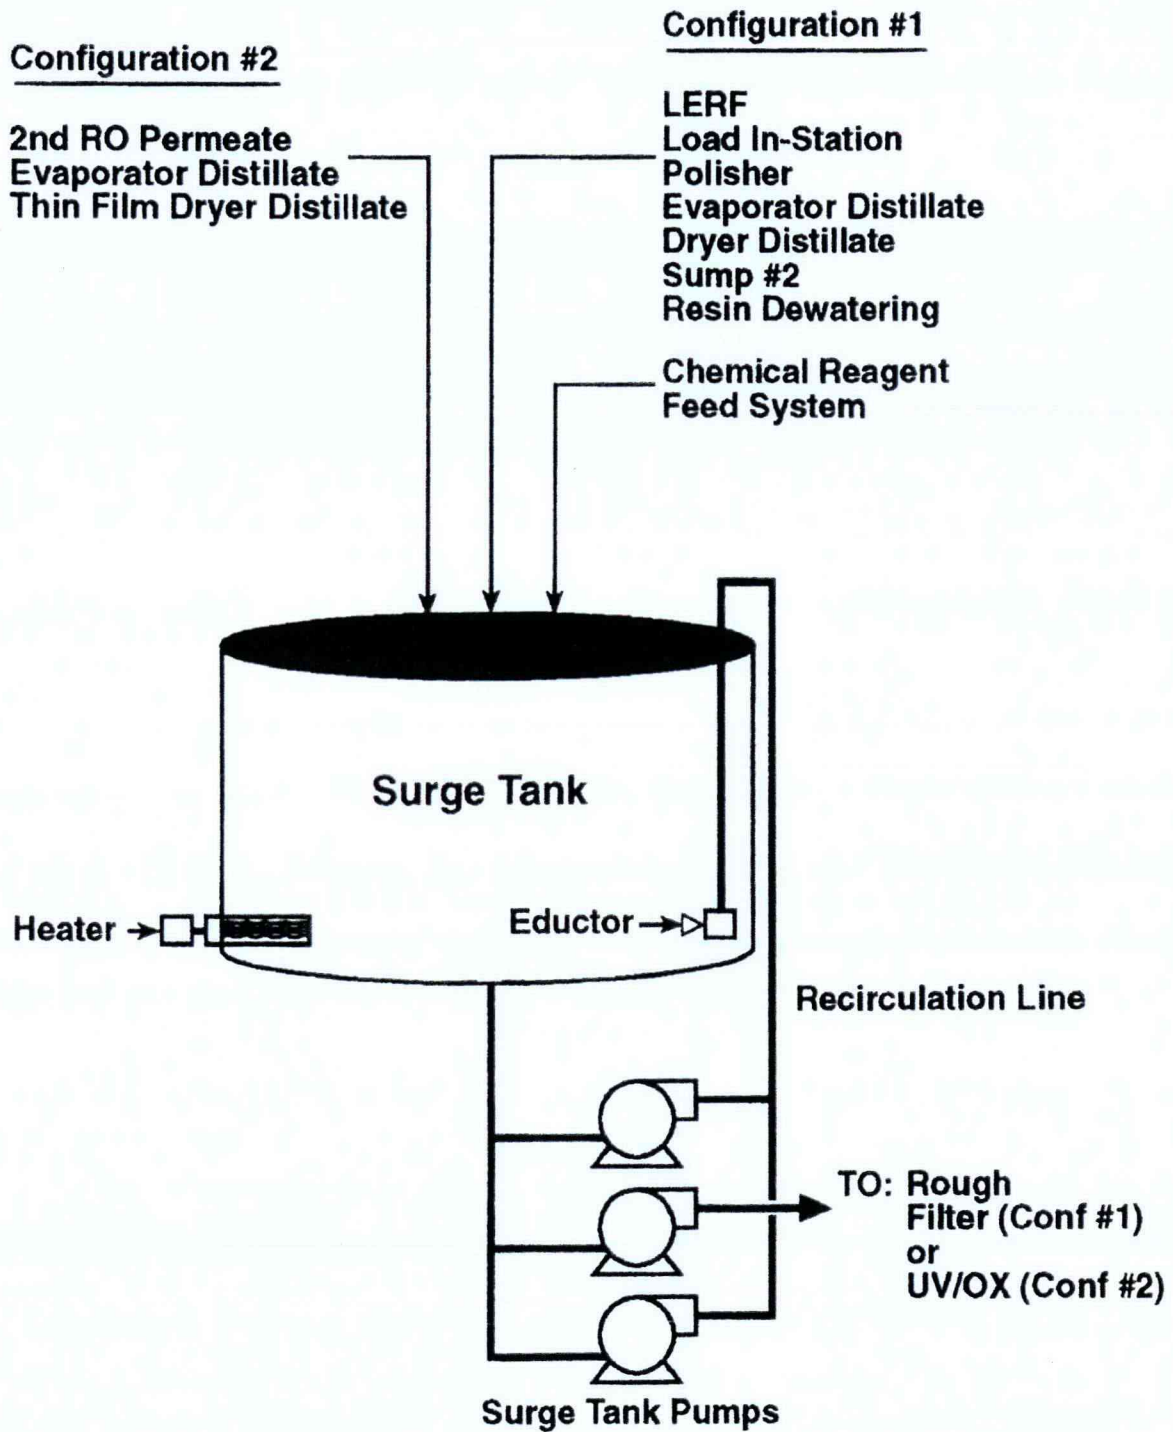 Configuration #2
2nd RO Permeate
Evaporator Distillate
Thin Film Dryer Distillate
Configuration #1
LERF
Load In-Station
Polisher
Evaporator Distillate
Dryer Distillate
Sump #2
Resin Dewatering
Chemical Reagent
Feed System
Surge Tank
Heater
Eductor
Recirculation Line
TO: Rough
Filter (Conf #1)
or
UV/OX (Conf #2)
Surge Tank Pumps